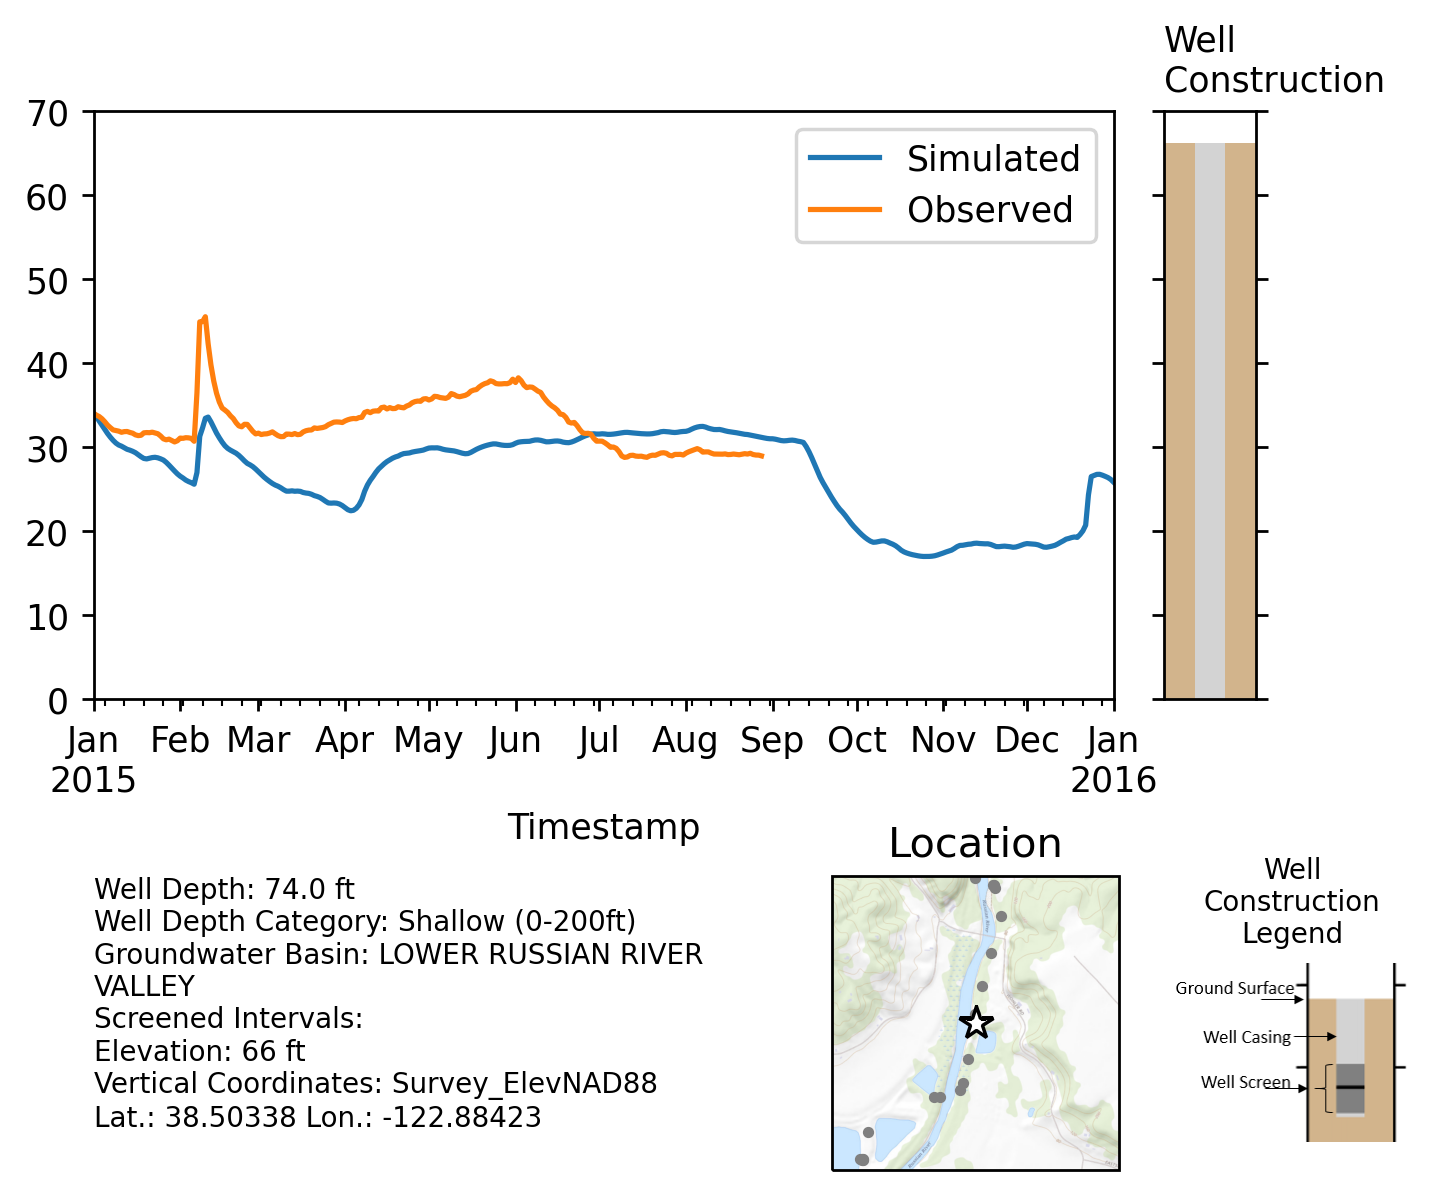 Well
Construction
70
60
50
40
30
20
10
0
Simulated
Observed
Jan Feb Mar Apr May Jun Jul Aug Sep Oct Nov Dec Jan
2015 2016
Timestamp
Well Depth: 74.0 ft
Well Depth Category: Shallow (0-200ft)
Groundwater Basin: LOWER RUSSIAN RIVER
VALLEY
Screened Intervals:
Elevation: 66 ft
Vertical Coordinates: Survey_ElevNAD88
Lat.: 38.50338 Lon.: -122.88423
Location
Well
Construction
Legend
Ground Surface
Well Casing
Well Screen